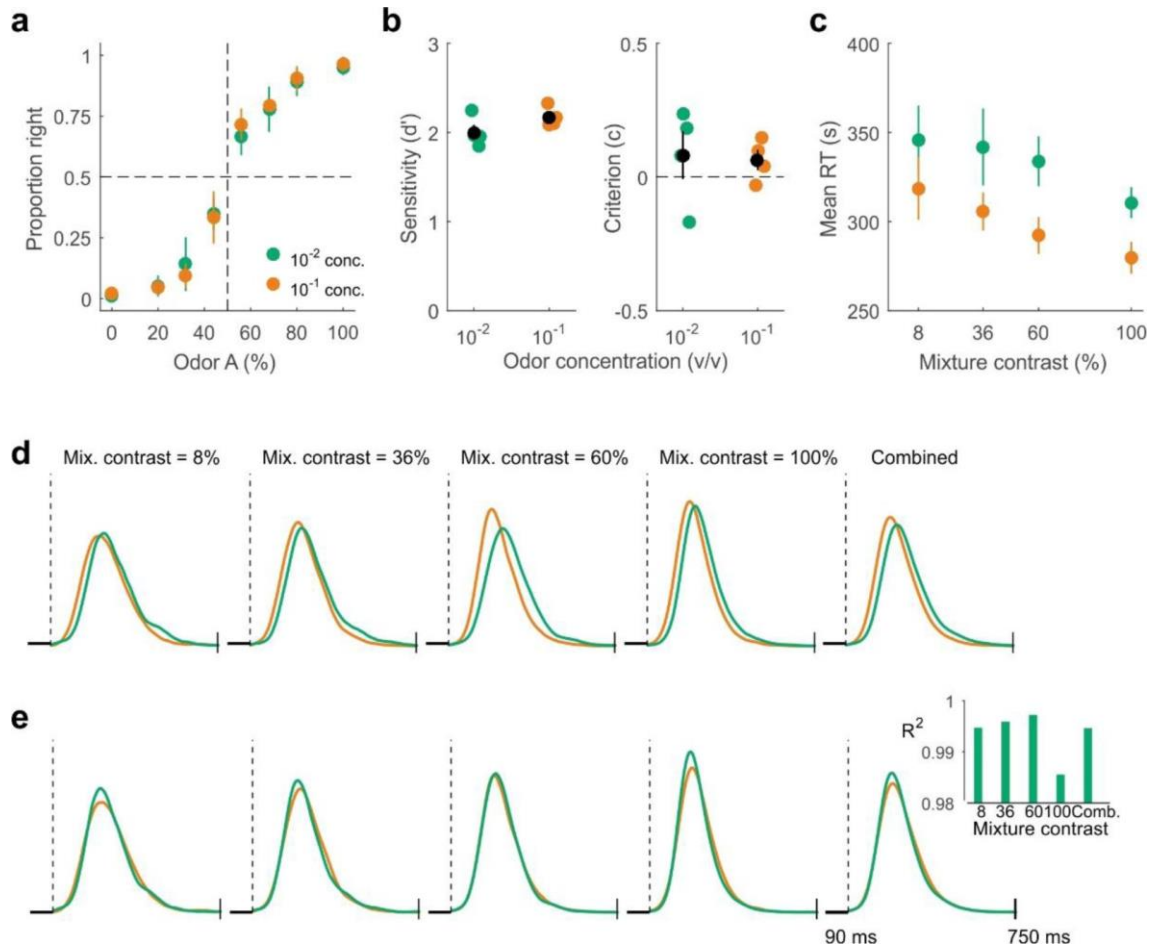 a
1
0.75
0.5
0.25
0
Proportion right
0 20 40 60 80 100
Odor A (%)
10-2 conc.
10-1 conc.
b
3
2
1
0
Sensitivity (d')
10-2 10-1
0.5
0
-0.5
Criterion (c)
10-2 10-1
Odor concentration (v/v)
c
400
350
300
250
Mean RT (s)
8 36 60 100
Mixture contrast (%)
d
Mix. contrast = 8%
Mix. contrast = 36%
Mix. contrast = 60%
Mix. contrast = 100%
Combined
e
R2
1
0.99
0.98
8 36 60 100 Comb.
Mixture contrast
90 ms
750 ms